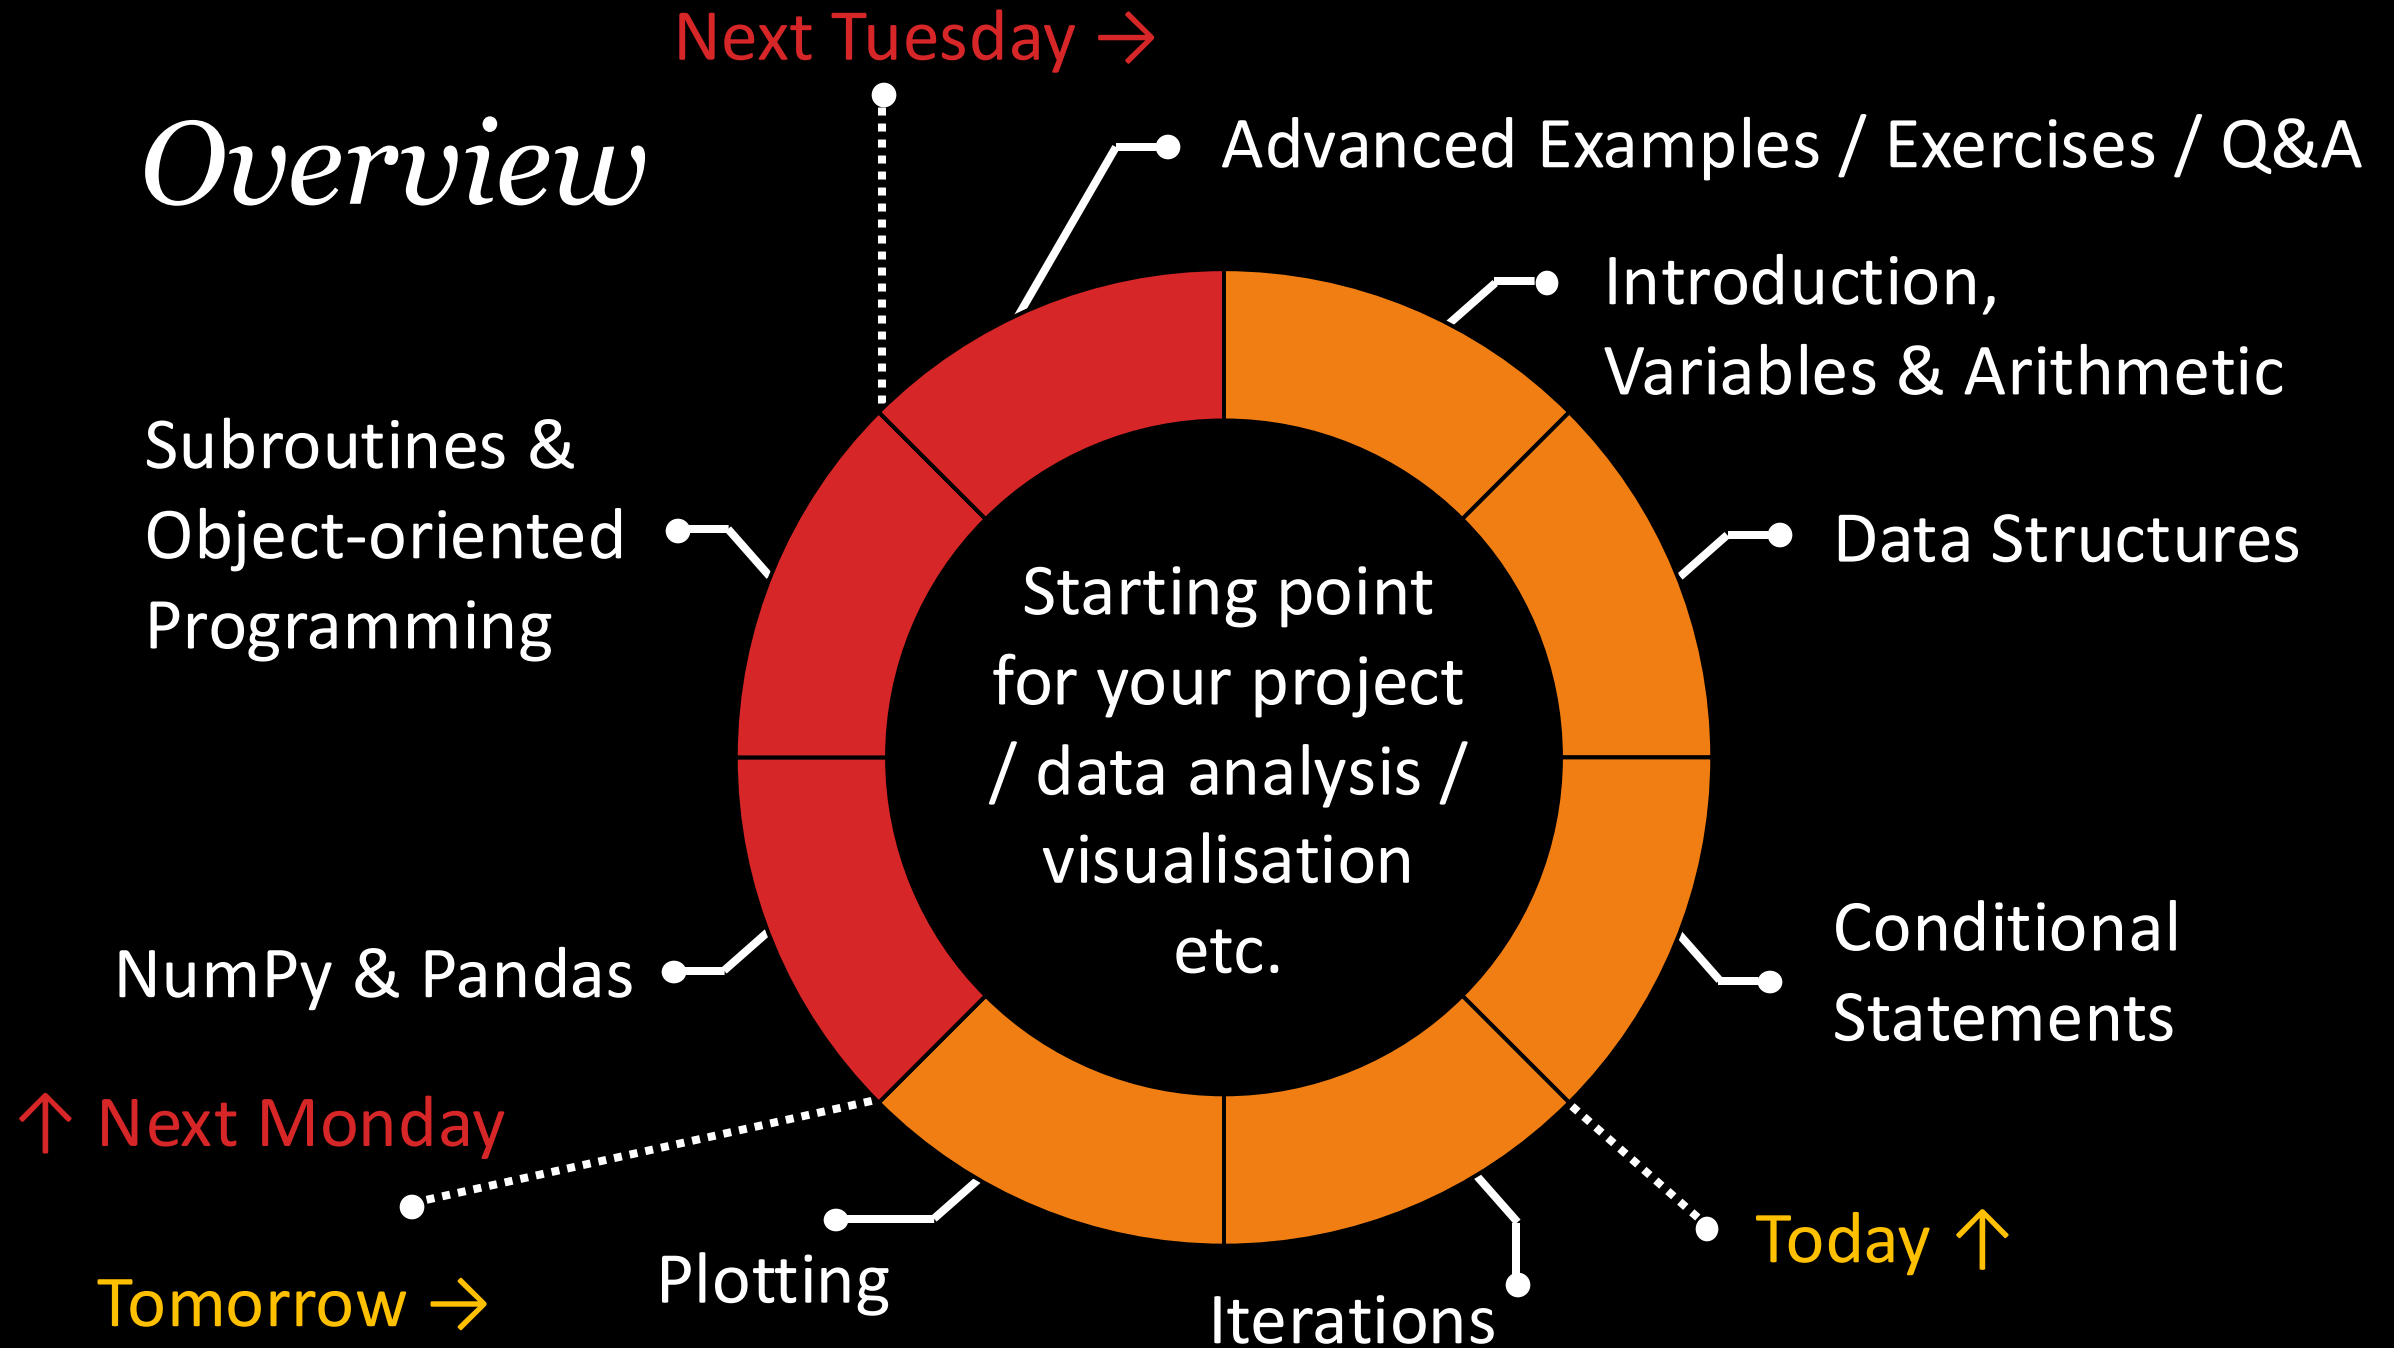 Next Tuesday →
Overview
Advanced Examples / Exercises / Q&A
Introduction,
Variables & Arithmetic
Data Structures
Conditional
Statements
Today ↑
Iterations
Plotting
Tomorrow →
↑ Next Monday
NumPy & Pandas
Subroutines &
Object-oriented
Programming
Starting point
for your project
/ data analysis /
visualisation
etc.